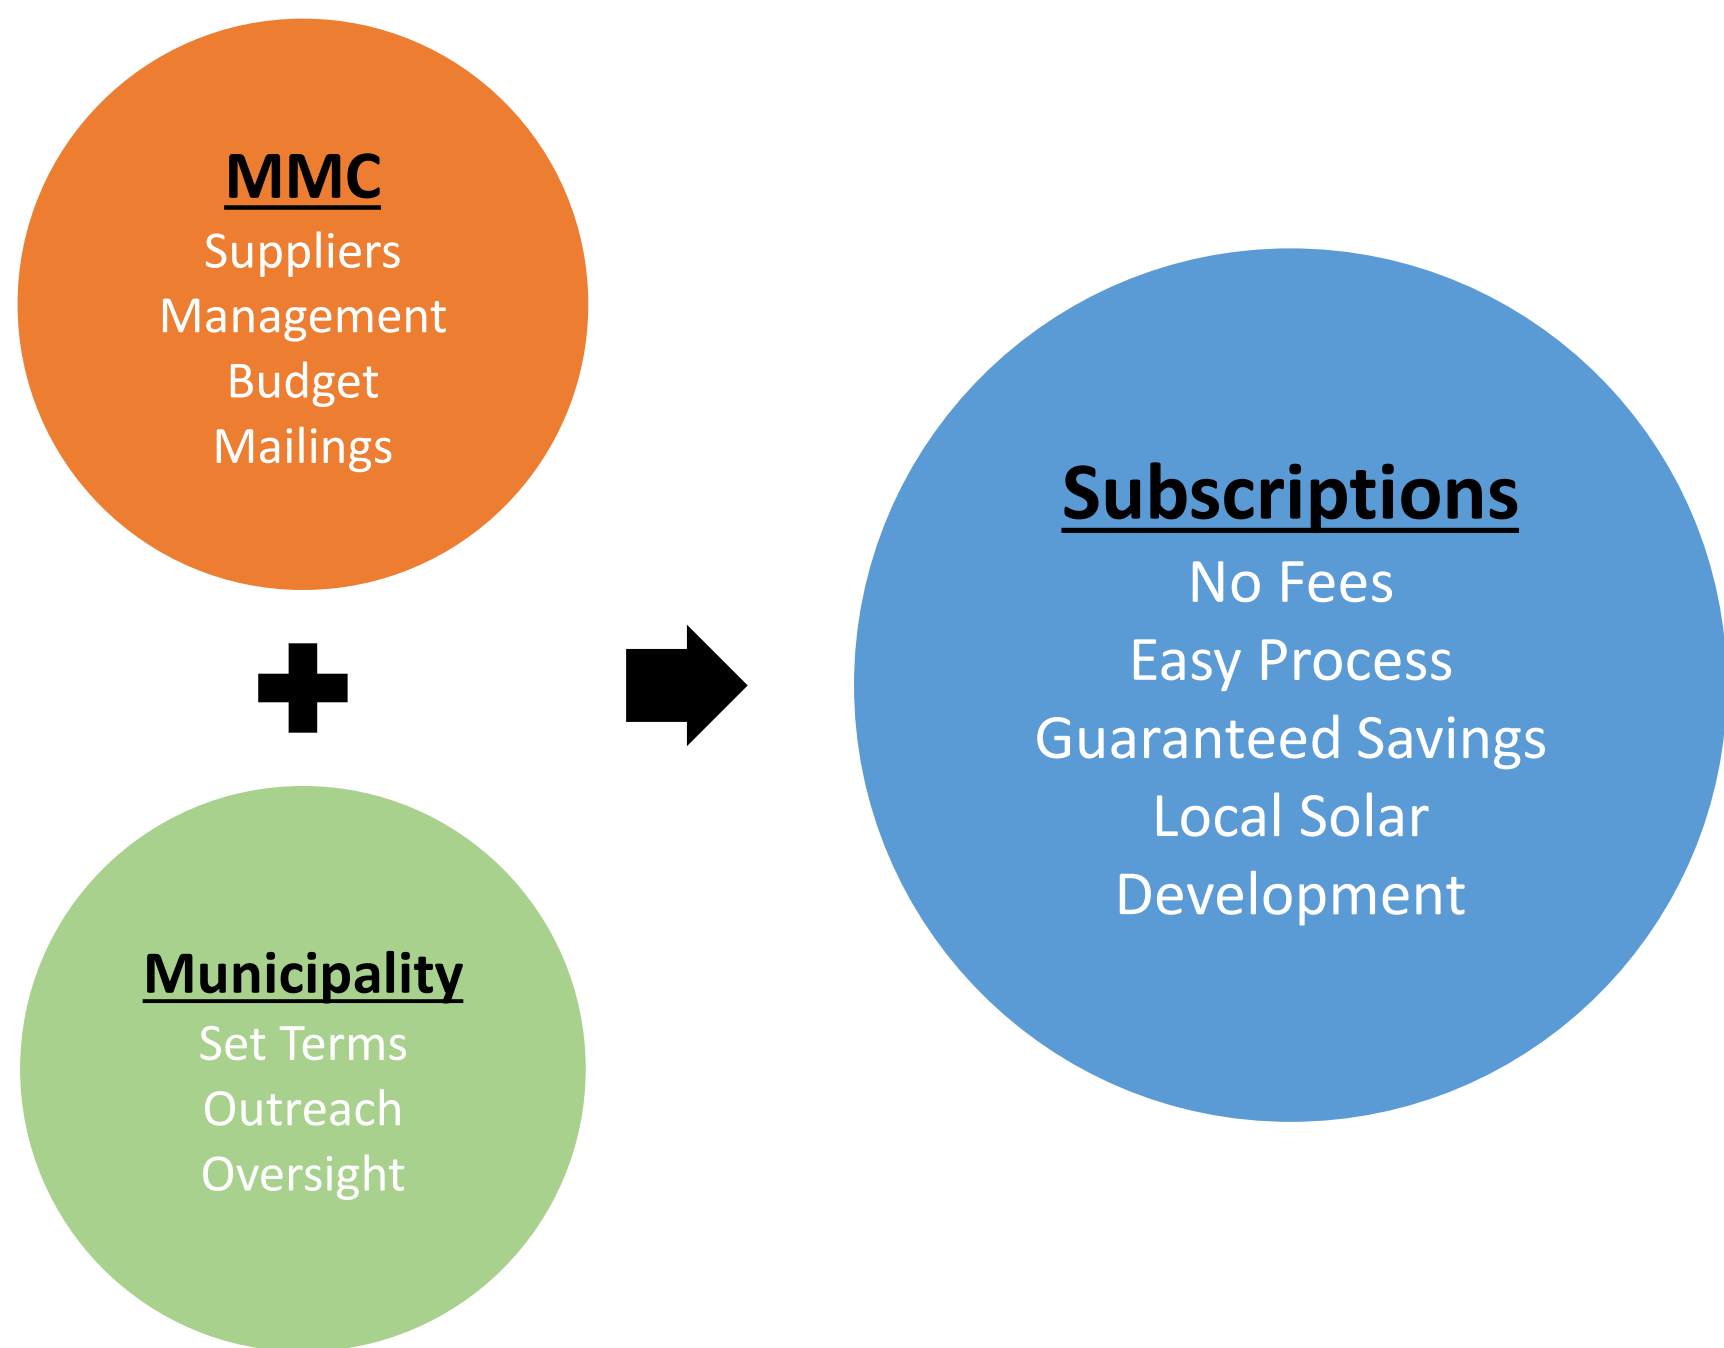 MMC
Suppliers
Management
Budget
Mailings
Municipality
Set Terms
Outreach
Oversight
Subscriptions
No Fees
Easy Process
Guaranteed Savings
Local Solar
Development